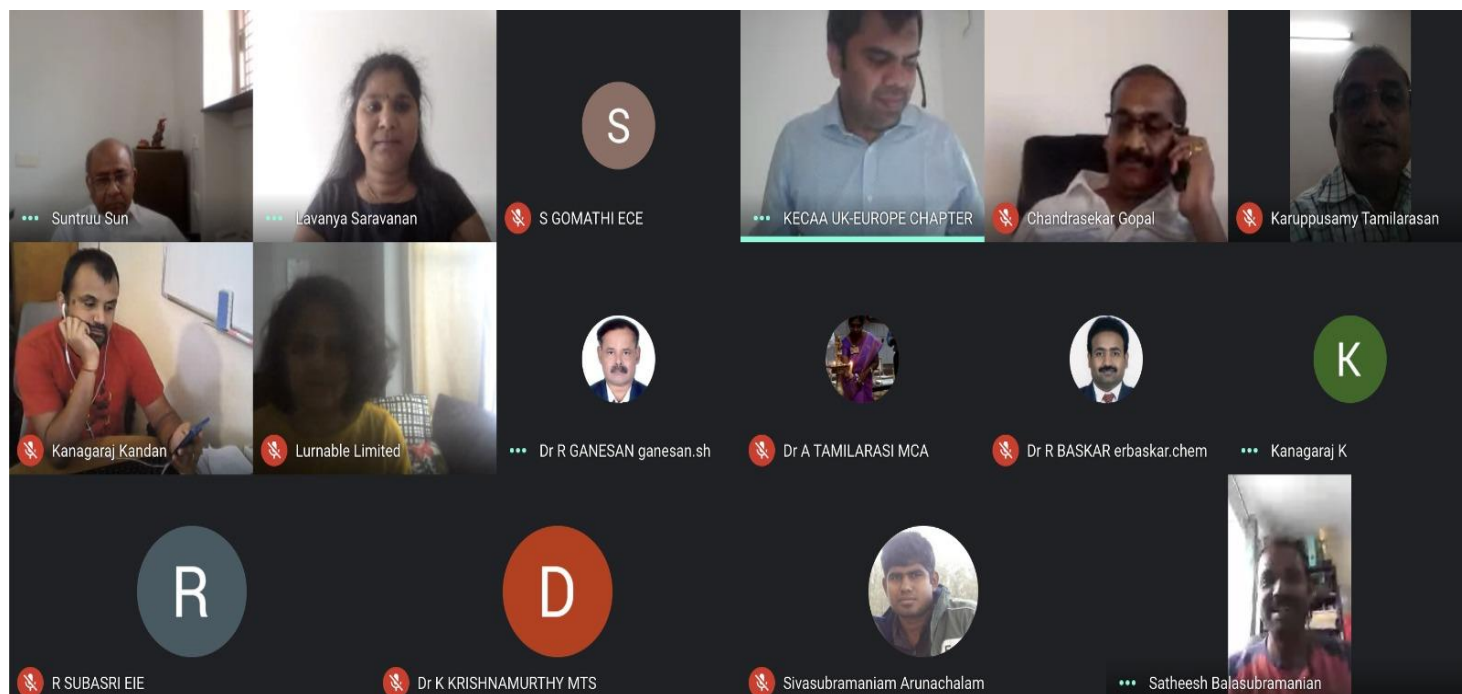 Suntruu Sun
Lavanya Saravanan
S
S GOMATHI ECE
KECAA UK-EUROPE CHAPTER
Chandrasekar Gopal
Karuppusamy Tamilarasan
Kanagaraj Kandan
Lurnable Limited
Dr R GANESAN ganesan.sh
Dr A TAMILARASI MCA
Dr R BASKAR erbaskar.chem
K
Kanagaraj K
R
R SUBASRI EIE
D
Dr K KRISHNAMURTHY MTS
Sivasubramaniam Arunachalam
Satheesh Balasubramanian